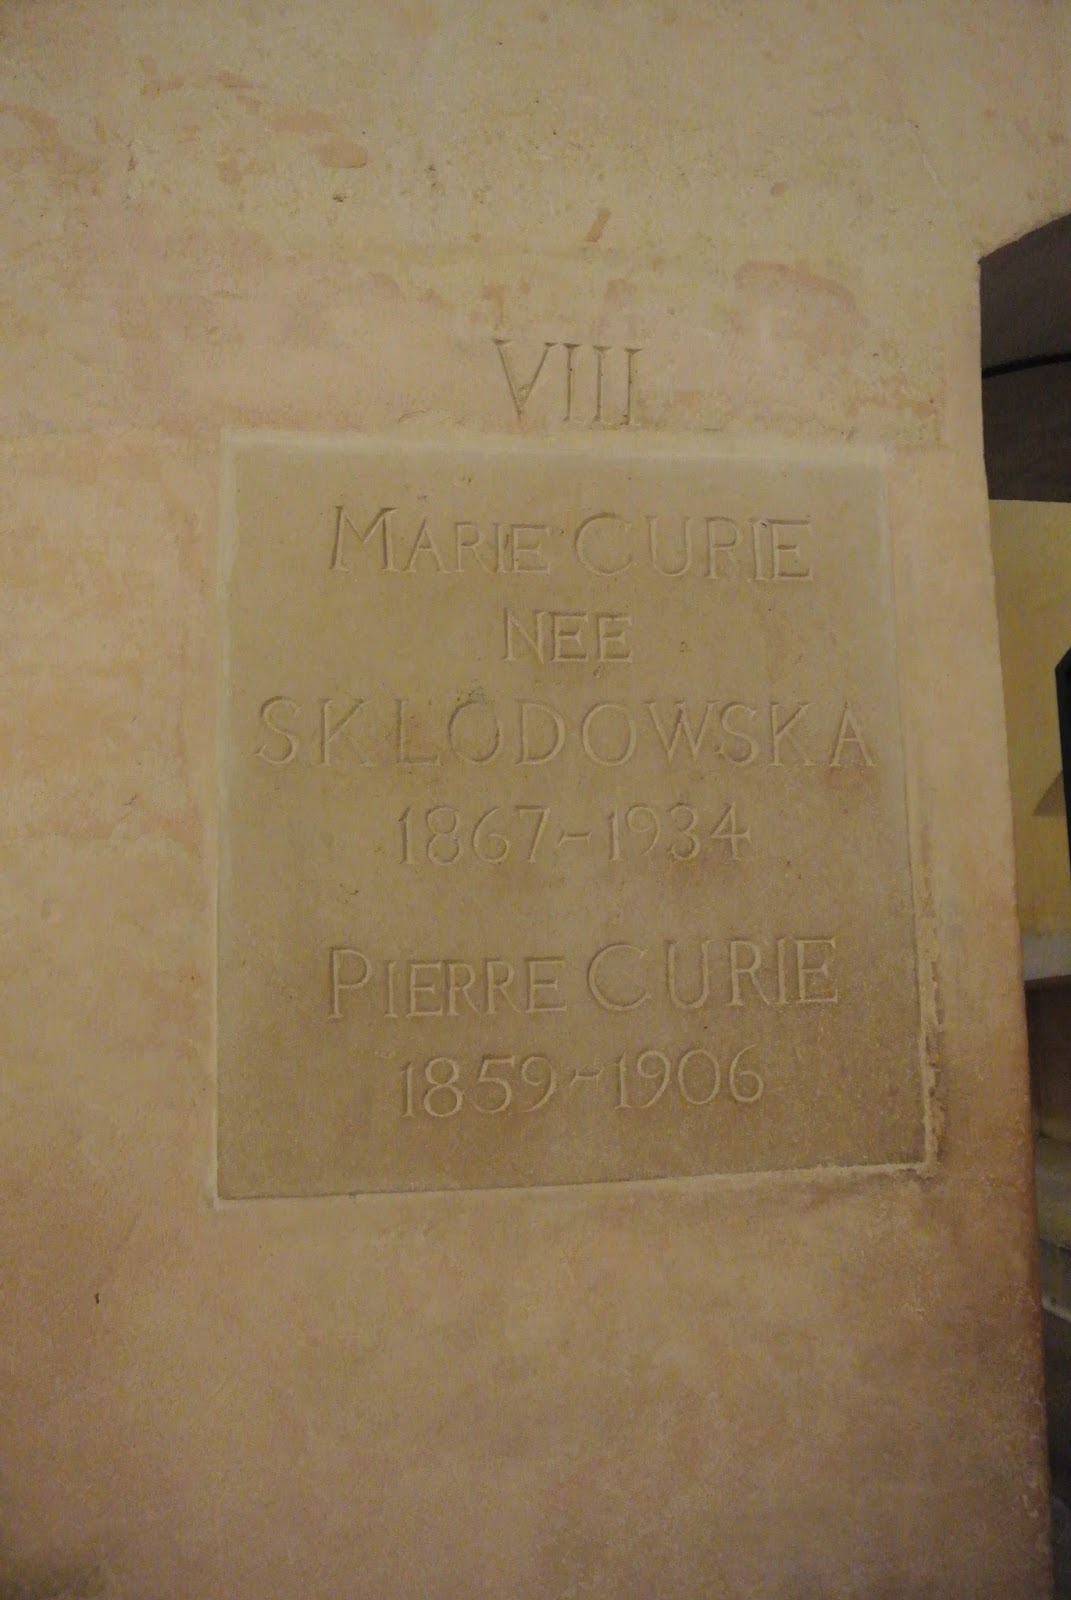 VIII
MARIE CURIE
NEE
SKLODOWSKA
1867-1934
PIERRE CURIE
1859-1906